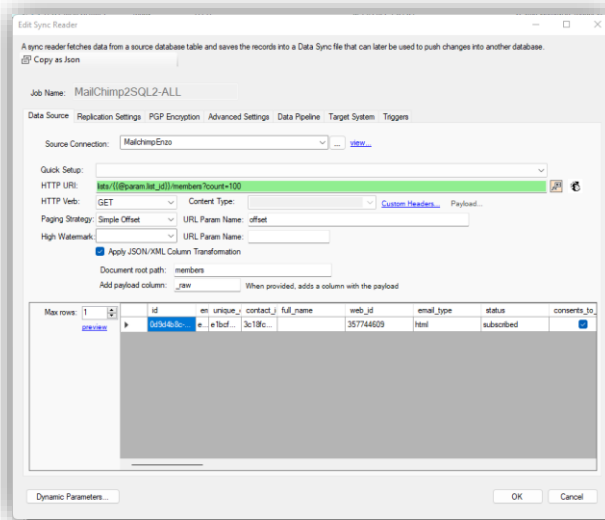 Edit Sync Reader
A sync reader fetches data from a source database table and saves the records into a Data Sync file that can later be used to push changes into another database.
Copy as Json
Job Name: MailChimp2SQL2-ALL
Data Source Replication Settings PGP Encryption Advanced Settings Data Pipeline Target System Triggers
Source Connection: MailchimpEnzo ... view...
Quick Setup:
HTTP URI: lists/{{@param.list_id}}/members?count=100
HTTP Verb: GET Content Type: Custom Headers... Payload...
Paging Strategy: Simple Offset URL Param Name: offset
High Watermark: URL Param Name:
Apply JSON/XML Column Transformation
Document root path: members
Add payload column: _raw When provided, adds a column with the payload
Max rows: 1 id en unique_ contact_i full_name web_id email_type status consents_to_
preview e... e1bcf... 3c18fc... 357744609 html subscribed
Dynamic Parameters... OK Cancel